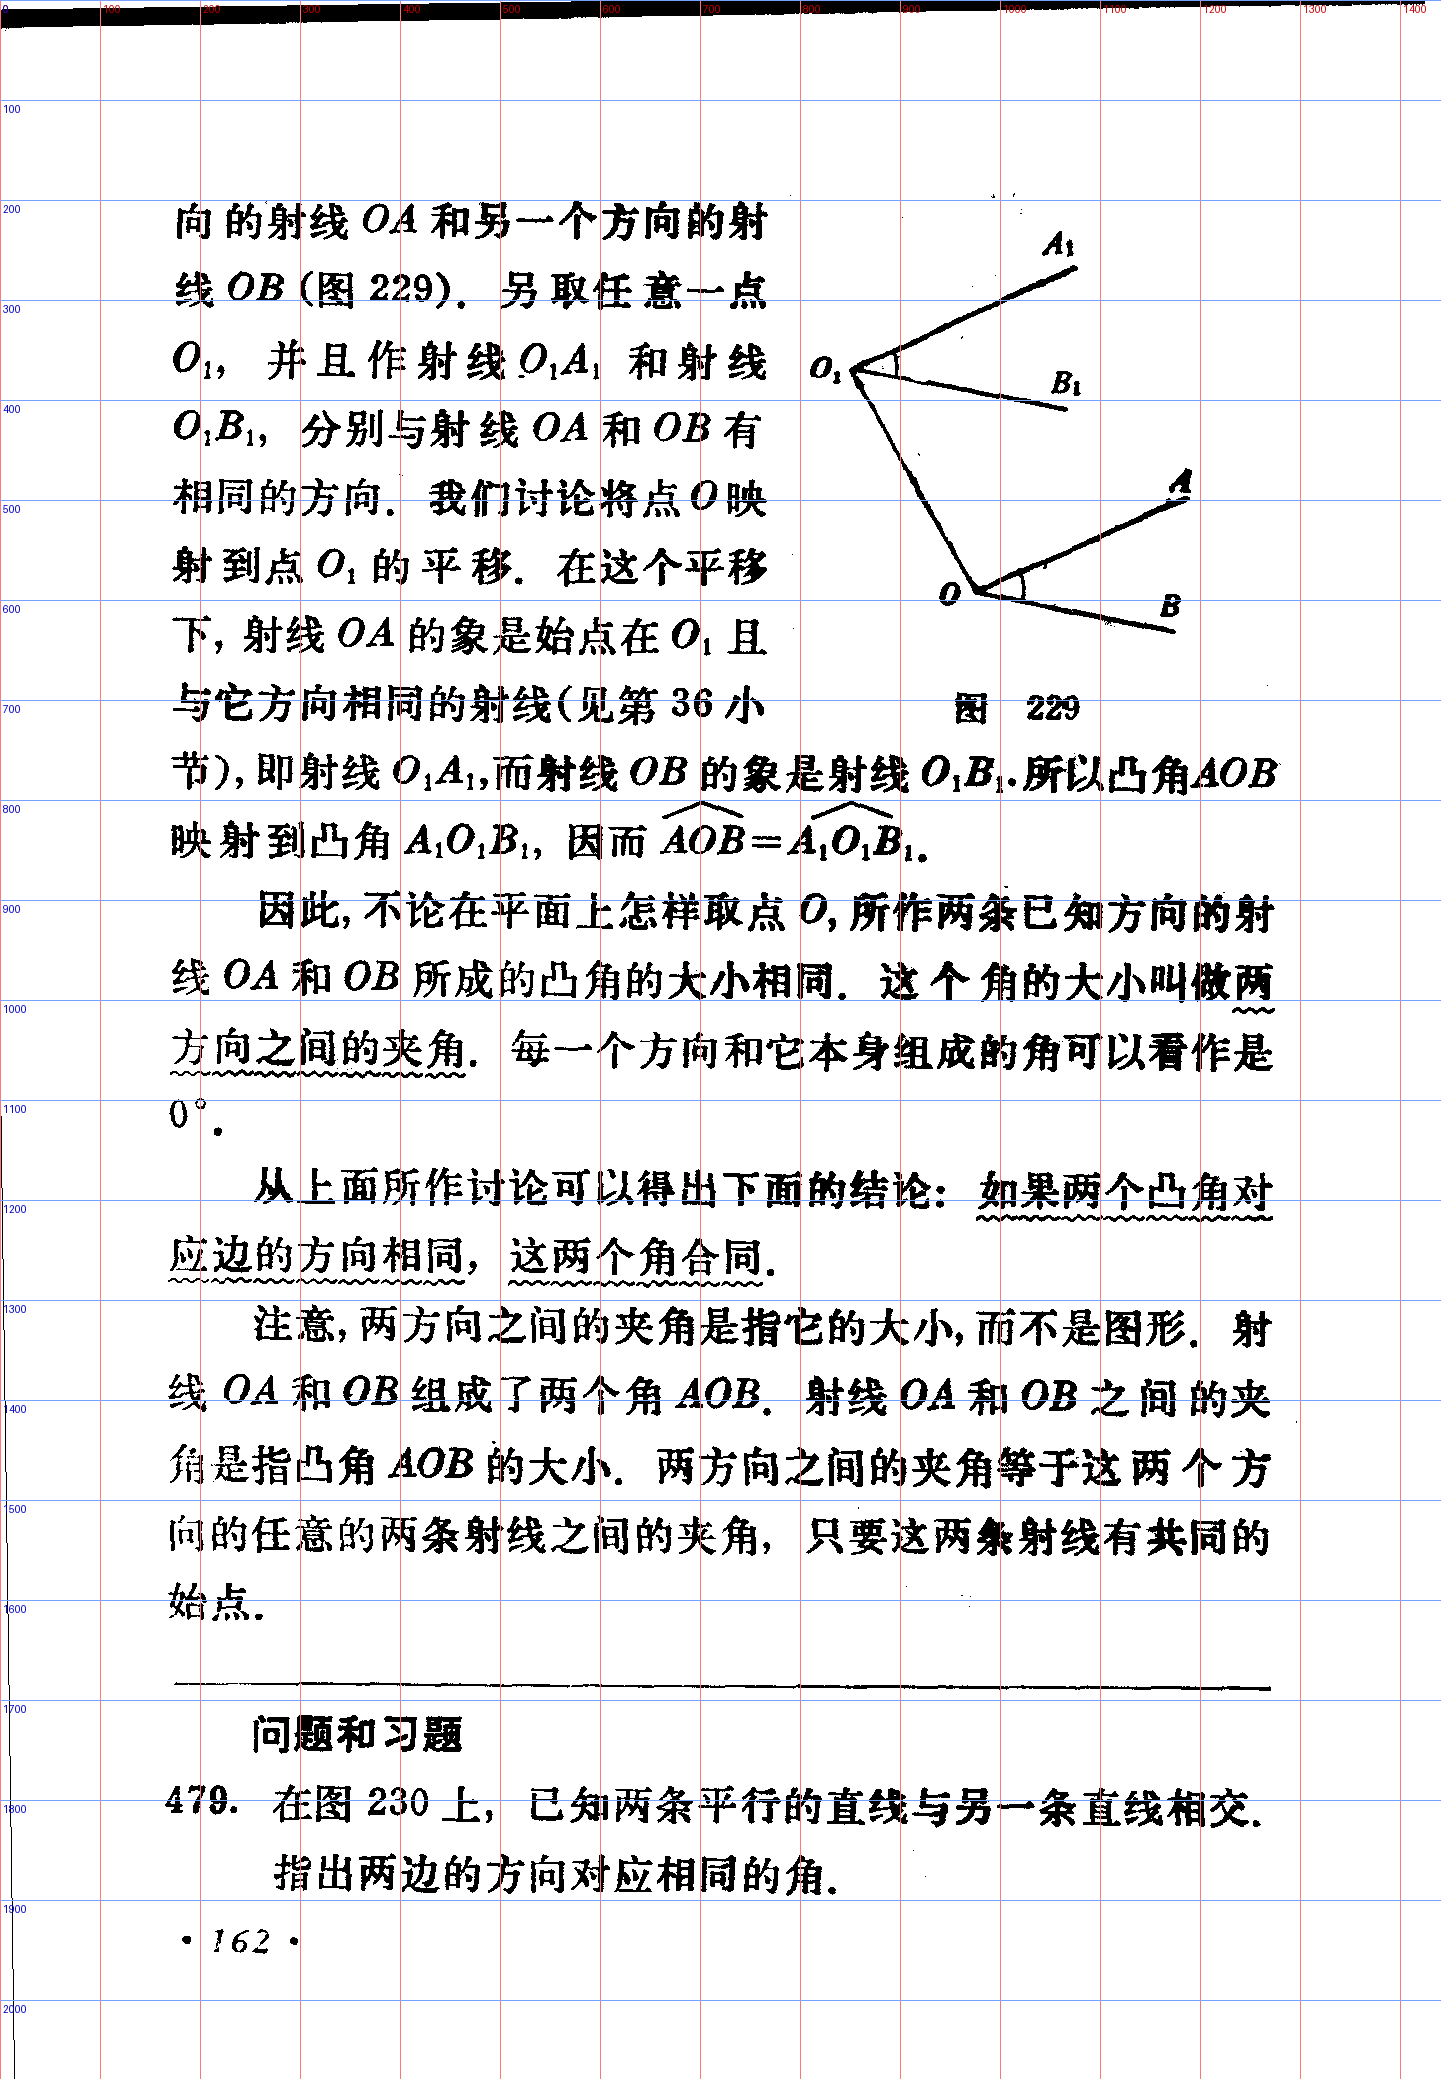 向的射线 OA 和另一个方向的射
线 OB (图 229). 另取任意一点
O₁, 并且作射线 O₁A₁ 和射线
O₁B₁, 分别与射线 OA 和 OB 有
相同的方向. 我们讨论将点 O 映
射到点 O₁ 的平移. 在这个平移
下, 射线 OA 的象是始点在 O₁ 且
与它方向相同的射线(见第 36 小
A₁
O₁
B₁
A
O
B
图 229
节), 即射线 O₁A₁, 而射线 OB 的象是射线 O₁B₁. 所以凸角AOB
映射到凸角 A₁O₁B₁, 因而 \widehat{AOB}=\widehat{A₁O₁B₁}.
因此, 不论在平面上怎样取点 O, 所作两条已知方向的射
线 OA 和 OB 所成的凸角的大小相同. 这个角的大小叫做两
方向之间的夹角. 每一个方向和它本身组成的角可以看作是
0°.
从上面所作讨论可以得出下面的结论: 如果两个凸角对
应边的方向相同, 这两个角合同.
注意, 两方向之间的夹角是指它的大小, 而不是图形. 射
线 OA 和 OB 组成了两个角 AOB. 射线 OA 和 OB 之间的夹
角是指凸角 AOB 的大小. 两方向之间的夹角等于这两个方
向的任意的两条射线之间的夹角, 只要这两条射线有共同的
始点.
问题和习题
479. 在图 230 上, 已知两条平行的直线与另一条直线相交.
指出两边的方向对应相同的角.
• 162 •